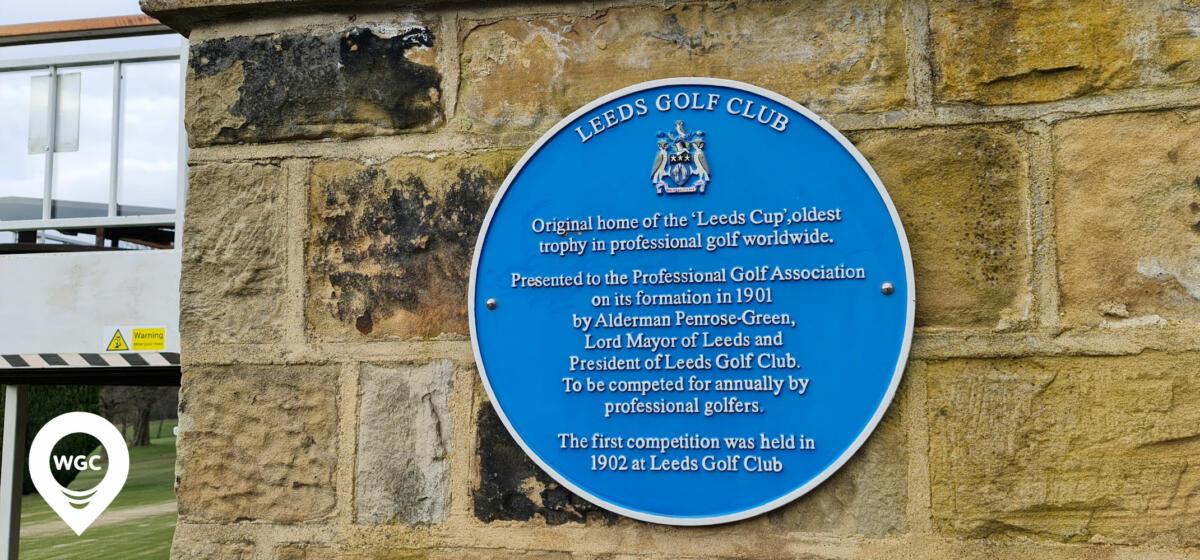 LEEDS GOLF CLUB
Original home of the 'Leeds Cup', oldest
trophy in professional golf worldwide.
Presented to the Professional Golf Association
on its formation in 1901
by Alderman Penrose-Green,
Lord Mayor of Leeds and
President of Leeds Golf Club.
To be competed for annually by
professional golfers.
The first competition was held in
1902 at Leeds Golf Club
Warning
WGC